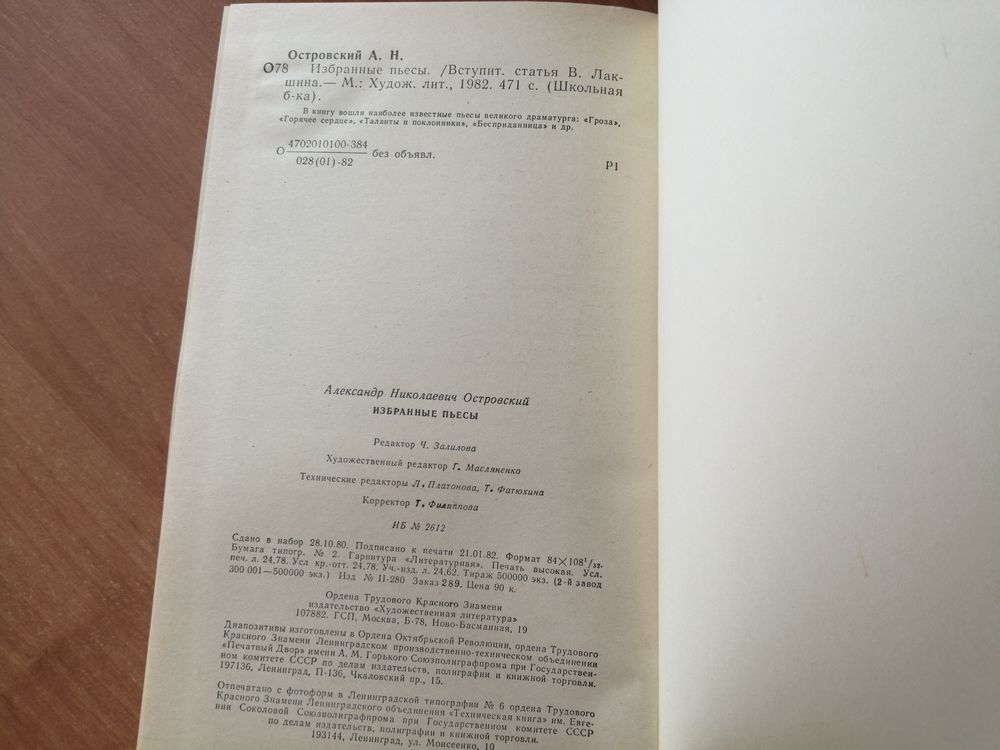 Островский А. Н.
О78 Избранные пьесы. /Вступит. статья В. Лак-
шина.— М.: Худож. лит., 1982. 471 с. (Школьная
б-ка).
В книгу вошли наиболее известные пьесы великого драматурга: «Гроза»,
«Горячее сердце», «Таланты и поклонники», «Бесприданница» и др.
О 4702010100-384 без объявл.
028(01)-82
Р1
Александр Николаевич Островский
ИЗБРАННЫЕ ПЬЕСЫ
Редактор Ч. Залилова
Художественный редактор Г. Масляненко
Технические редакторы Л. Платонова, Т. Фатюхина
Корректор Т. Филиппова
ИБ № 2612
Сдано в набор 28.10.80. Подписано к печати 21.01.82. Формат 84×108¹/₃₂.
Бумага типогр. № 2. Гарнитура «Литературная». Печать высокая. Усл.
печ. л. 24,78. Усл кр.-отт. 24,78. Уч.-изд. л. 24,62. Тираж 500000 экз. (2-й завод
300 001—500000 экз.) Изд № II-280 Заказ 289. Цена 90 к.
Ордена Трудового Красного Знамени
издательство «Художественная литература»
107882. ГСП, Москва, Б-78, Ново-Басманная, 19
Диапозитивы изготовлены в Ордена Октябрьской Революции, ордена Трудового
Красного Знамени Ленинградском производственно-техническом объединении
«Печатный Двор» имени А. М. Горького Союзполиграфпрома при Государствен-
ном комитете СССР по делам издательств, полиграфии и книжной торговли.
197136, Ленинград, П-136, Чкаловский пр., 15.
Отпечатано с фотоформ в Ленинградской типографии № 6 ордена Трудового
Красного Знамени Ленинградского объединения «Техническая книга» им. Евге-
нии Соколовой Союзполиграфпрома при Государственном комитете СССР
по делам издательств, полиграфии и книжной торговли.
193144, Ленинград, ул. Моисеенко, 10